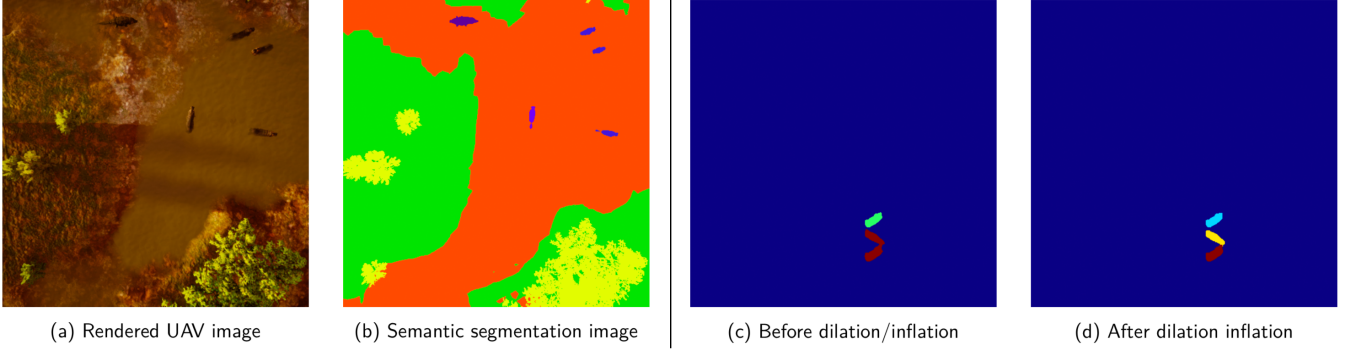 (a) Rendered UAV image
(b) Semantic segmentation image
(c) Before dilation/inflation
(d) After dilation inflation